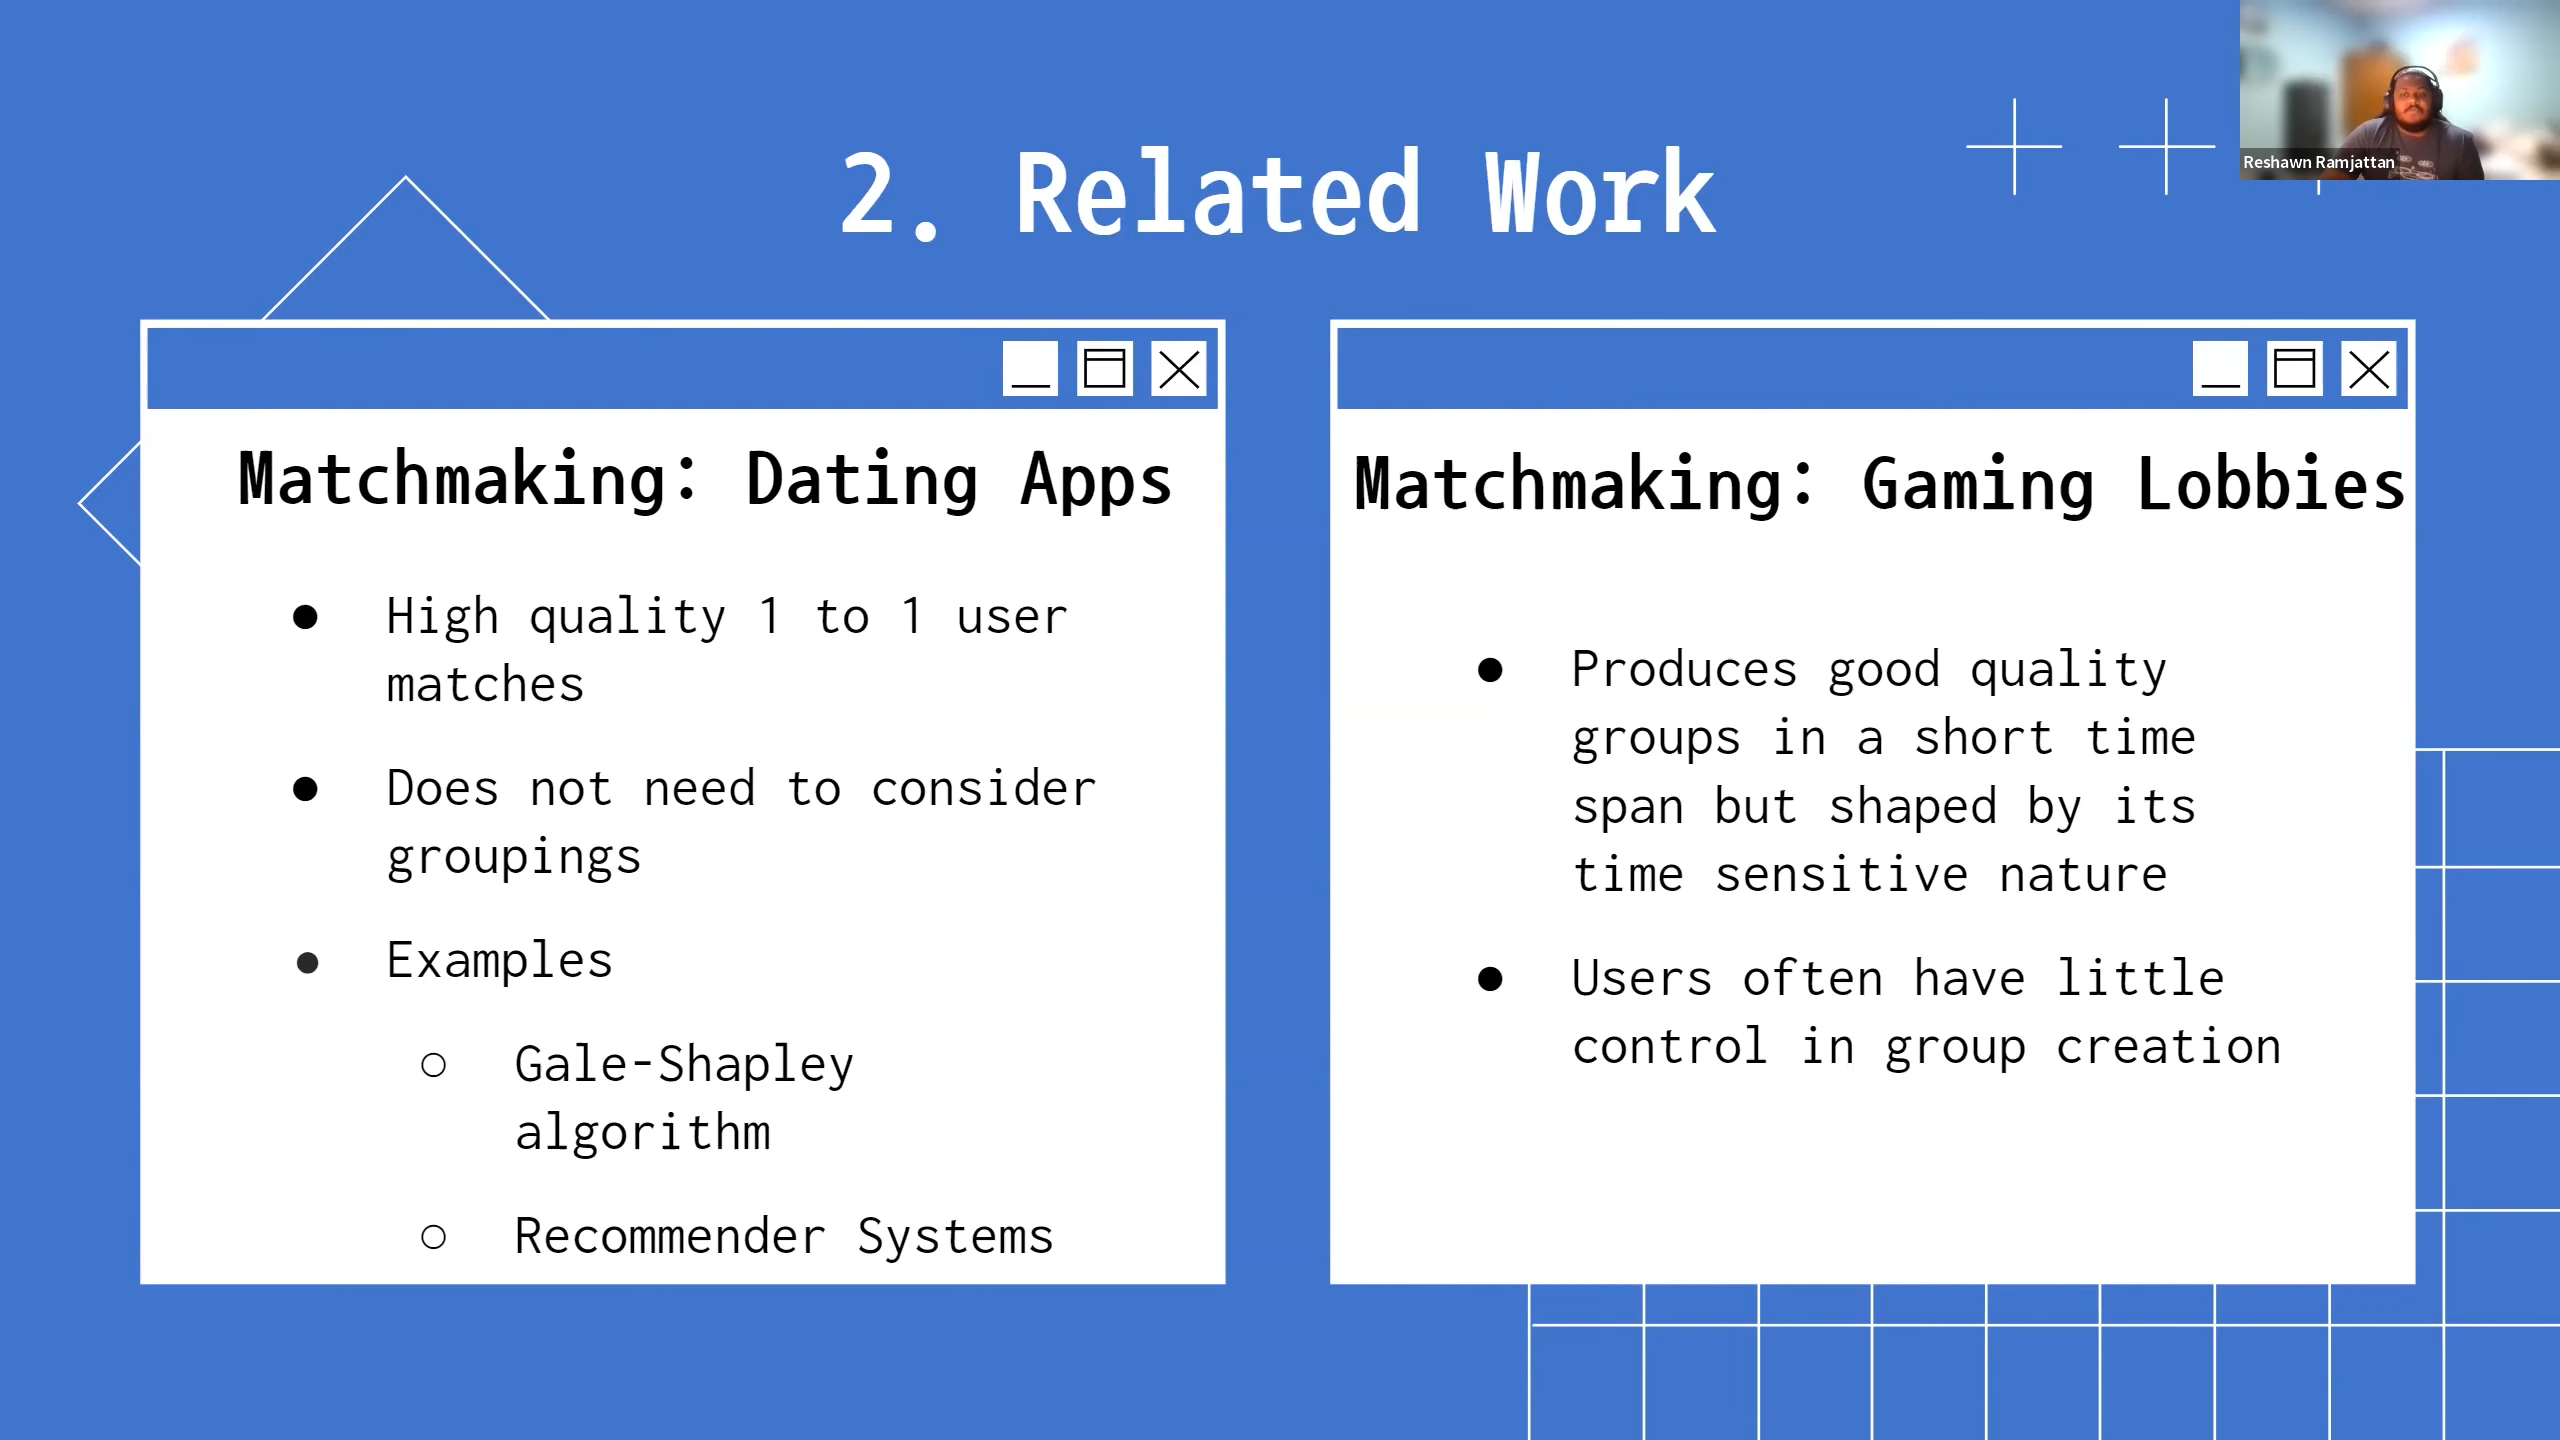 2. Related Work
Reshawn Ramjattan
Matchmaking: Dating Apps
● High quality 1 to 1 user
matches
● Does not need to consider
groupings
● Examples
○ Gale-Shapley
algorithm
○ Recommender Systems
Matchmaking: Gaming Lobbies
● Produces good quality
groups in a short time
span but shaped by its
time sensitive nature
● Users often have little
control in group creation